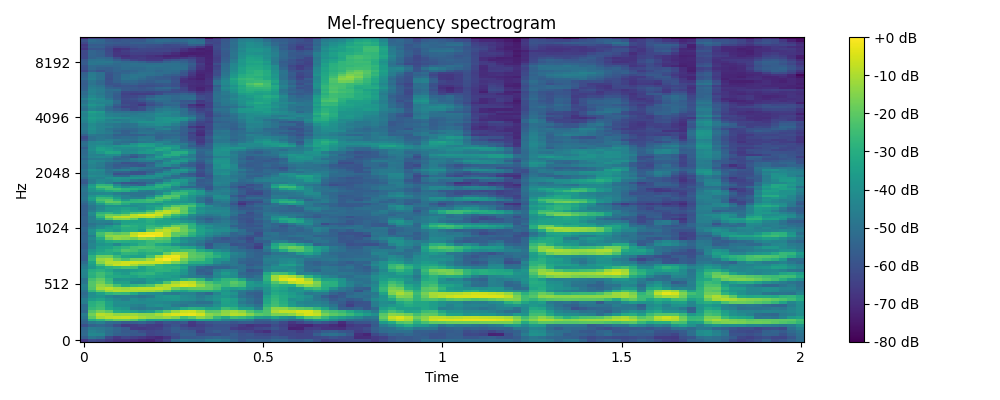 Mel-frequency spectrogram
8192
4096
2048
1024
512
0
Hz
0
0.5
1
1.5
2
Time
+0 dB
-10 dB
-20 dB
-30 dB
-40 dB
-50 dB
-60 dB
-70 dB
-80 dB